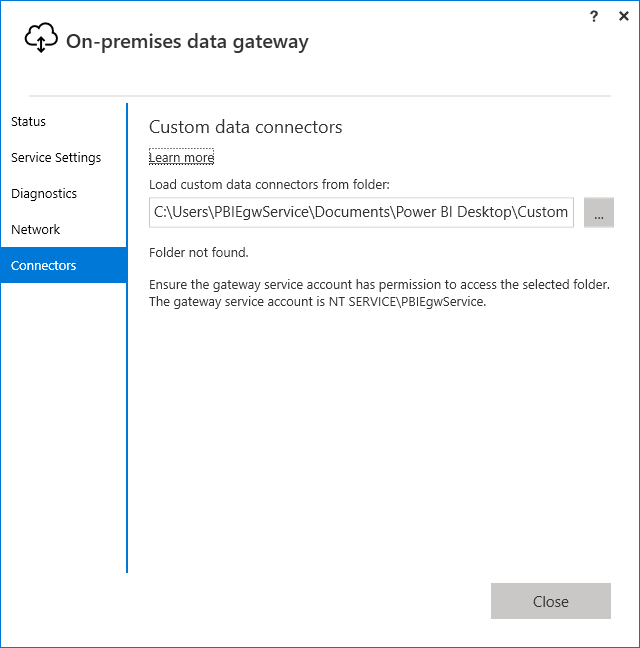 ? ×
On-premises data gateway
Status
Service Settings
Diagnostics
Network
Connectors
Custom data connectors
Learn more
Load custom data connectors from folder:
C:\Users\PBIEgwService\Documents\Power BI Desktop\Custom
...
Folder not found.
Ensure the gateway service account has permission to access the selected folder.
The gateway service account is NT SERVICE\PBIEgwService.
Close